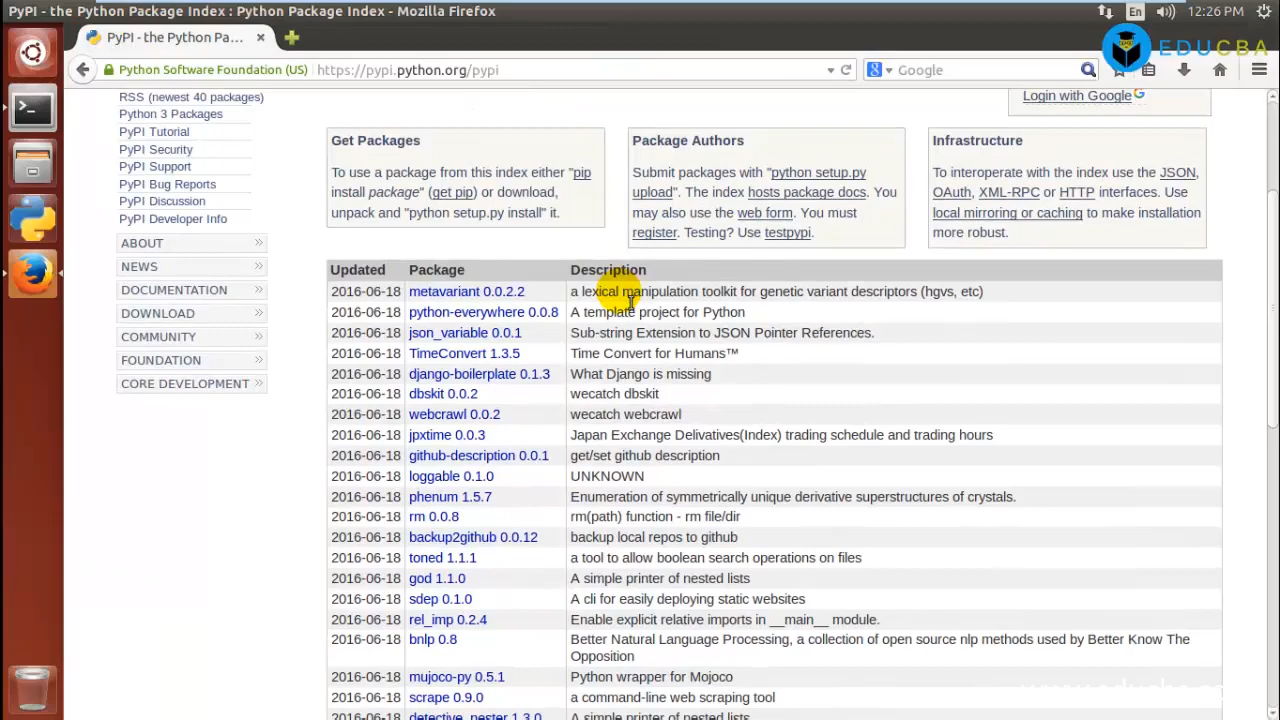 PyPI - the Python Package Index : Python Package Index - Mozilla Firefox
En
12:26 PM
PyPI - the Python Pa...
EDUCBA
Python Software Foundation (US)
https://pypi.python.org/pypi
Google
RSS (newest 40 packages)
Python 3 Packages
PyPI Tutorial
PyPI Security
PyPI Support
PyPI Bug Reports
PyPI Discussion
PyPI Developer Info
ABOUT »
NEWS »
DOCUMENTATION »
DOWNLOAD »
COMMUNITY »
FOUNDATION »
CORE DEVELOPMENT »
Login with Google
Get Packages
To use a package from this index either "pip
install package" (get pip) or download,
unpack and "python setup.py install" it.
Package Authors
Submit packages with "python setup.py
upload". The index hosts package docs. You
may also use the web form. You must
register. Testing? Use testpypi.
Infrastructure
To interoperate with the index use the JSON,
OAuth, XML-RPC or HTTP interfaces. Use
local mirroring or caching to make installation
more robust.
Updated Package Description
2016-06-18 metavariant 0.0.2.2 a lexical manipulation toolkit for genetic variant descriptors (hgvs, etc)
2016-06-18 python-everywhere 0.0.8 A template project for Python
2016-06-18 json_variable 0.0.1 Sub-string Extension to JSON Pointer References.
2016-06-18 TimeConvert 1.3.5 Time Convert for Humans™
2016-06-18 django-boilerplate 0.1.3 What Django is missing
2016-06-18 dbskit 0.0.2 wecatch dbskit
2016-06-18 webcrawl 0.0.2 wecatch webcrawl
2016-06-18 jpxtime 0.0.3 Japan Exchange Delivatives(Index) trading schedule and trading hours
2016-06-18 github-description 0.0.1 get/set github description
2016-06-18 loggable 0.1.0 UNKNOWN
2016-06-18 phenum 1.5.7 Enumeration of symmetrically unique derivative superstructures of crystals.
2016-06-18 rm 0.0.8 rm(path) function - rm file/dir
2016-06-18 backup2github 0.0.12 backup local repos to github
2016-06-18 toned 1.1.1 a tool to allow boolean search operations on files
2016-06-18 god 1.1.0 A simple printer of nested lists
2016-06-18 sdep 0.1.0 A cli for easily deploying static websites
2016-06-18 rel_imp 0.2.4 Enable explicit relative imports in __main__ module.
2016-06-18 bnlp 0.8 Better Natural Language Processing, a collection of open source nlp methods used by Better Know The
Opposition
2016-06-18 mujoco-py 0.5.1 Python wrapper for Mojoco
2016-06-18 scrape 0.9.0 a command-line web scraping tool
2016-06-18 detective_nester 1.3.0 A simple printer of nested lists